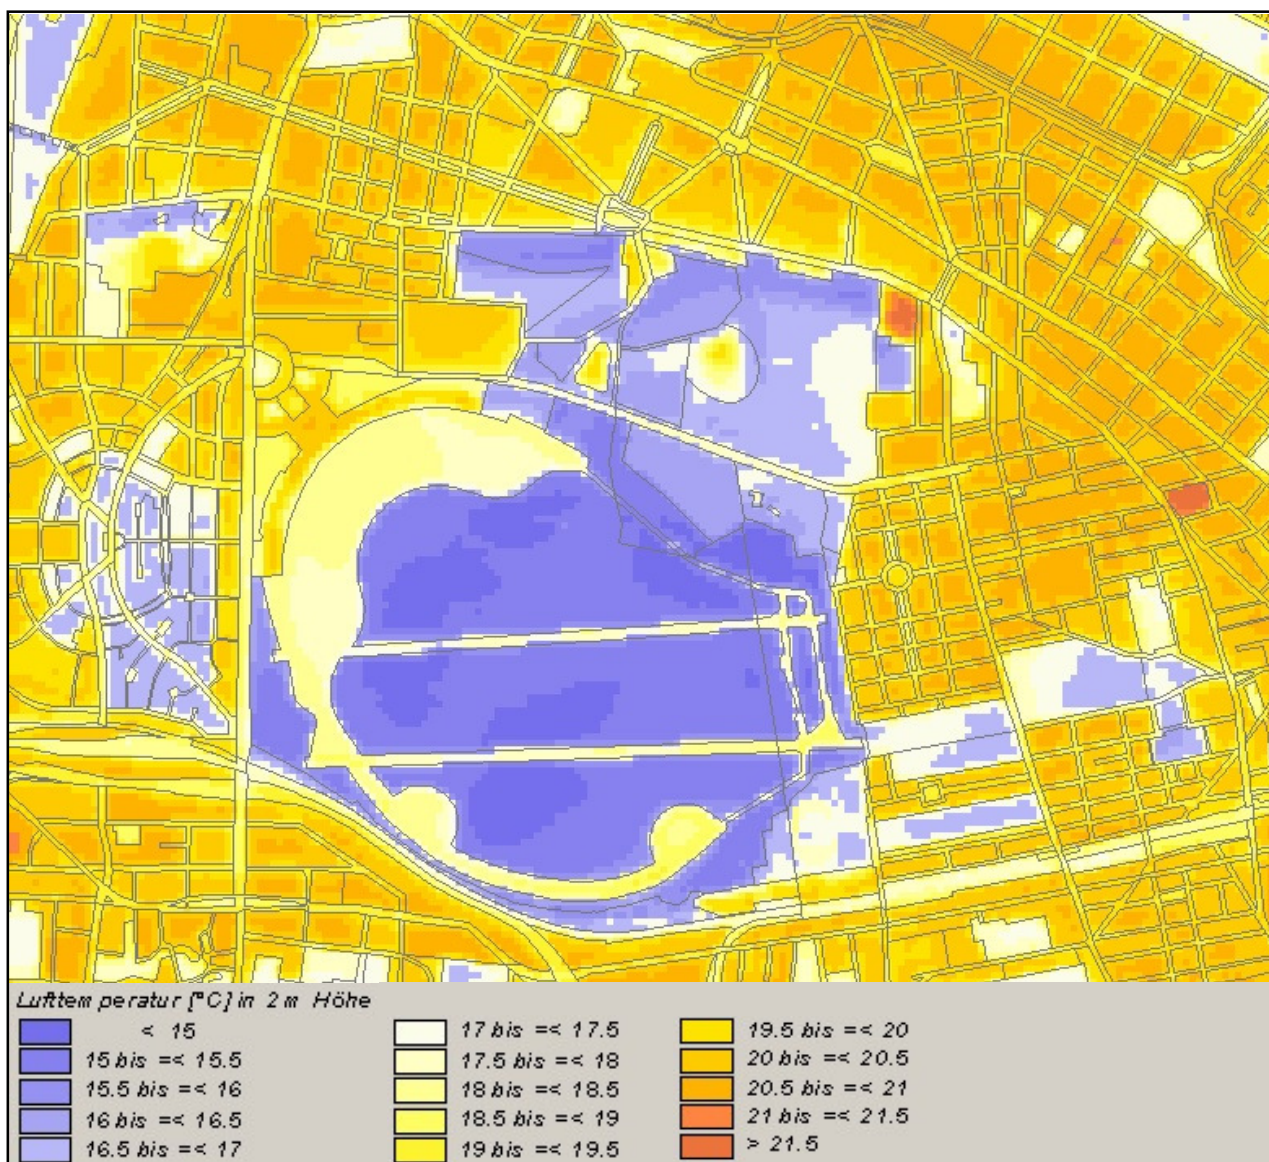 Lufttem peratur [°C] in 2 m Höhe
< 15
15 bis =< 15.5
15.5 bis =< 16
16 bis =< 16.5
16.5 bis =< 17
17 bis =< 17.5
17.5 bis =< 18
18 bis =< 18.5
18.5 bis =< 19
19 bis =< 19.5
19.5 bis =< 20
20 bis =< 20.5
20.5 bis =< 21
21 bis =< 21.5
> 21.5